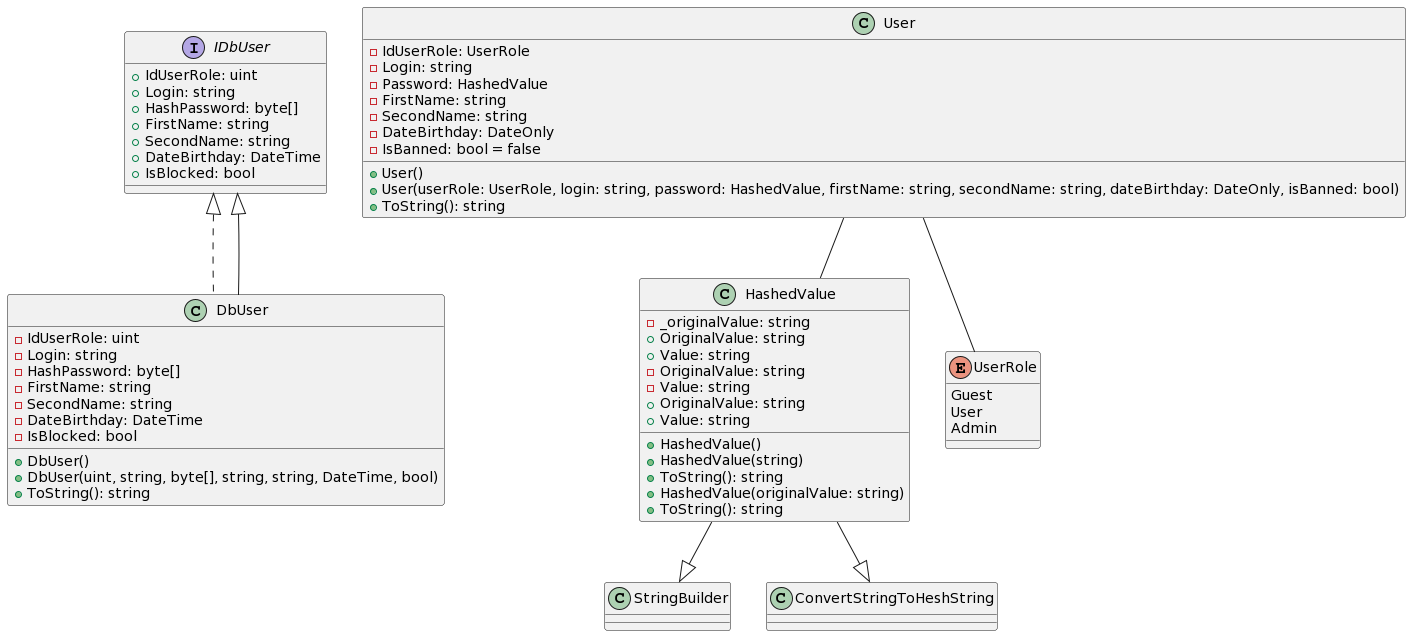 I IDbUser
IdUserRole: uint
Login: string
HashPassword: byte[]
FirstName: string
SecondName: string
DateBirthday: DateTime
IsBlocked: bool
C User
IdUserRole: UserRole
Login: string
Password: HashedValue
FirstName: string
SecondName: string
DateBirthday: DateOnly
IsBanned: bool = false
User()
User(userRole: UserRole, login: string, password: HashedValue, firstName: string, secondName: string, dateBirthday: DateOnly, isBanned: bool)
ToString(): string
C DbUser
IdUserRole: uint
Login: string
HashPassword: byte[]
FirstName: string
SecondName: string
DateBirthday: DateTime
IsBlocked: bool
DbUser()
DbUser(uint, string, byte[], string, string, DateTime, bool)
ToString(): string
C HashedValue
_originalValue: string
OriginalValue: string
Value: string
OriginalValue: string
Value: string
OriginalValue: string
Value: string
HashedValue()
HashedValue(string)
ToString(): string
HashedValue(originalValue: string)
ToString(): string
E UserRole
Guest
User
Admin
C StringBuilder
C ConvertStringToHeshString